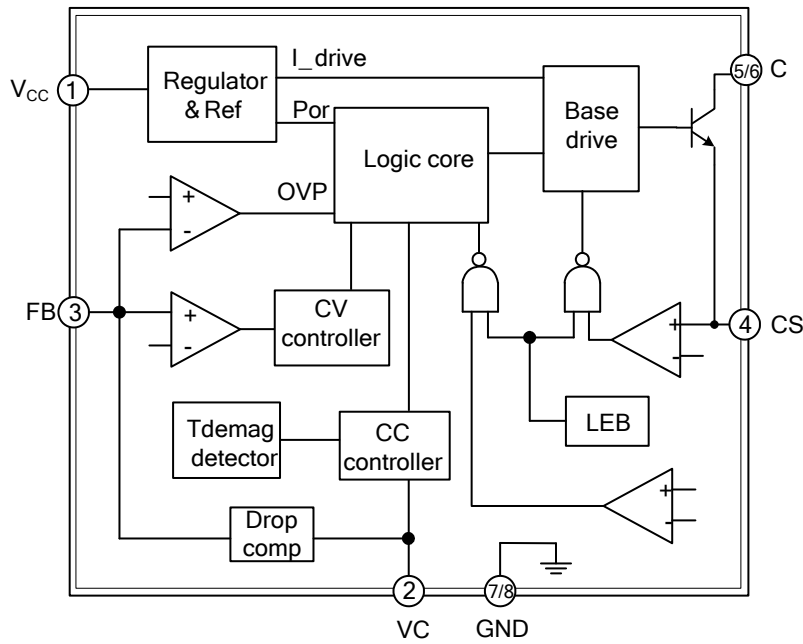 I_drive
5/6 C
Regulator
& Ref
Base
drive
VCC 1
Por
Logic core
OVP
+
-
FB 3
+
-
CV
controller
+
-
4 CS
Tdemag
detector
CC
controller
LEB
+
-
Drop
comp
2
7/8
VC
GND